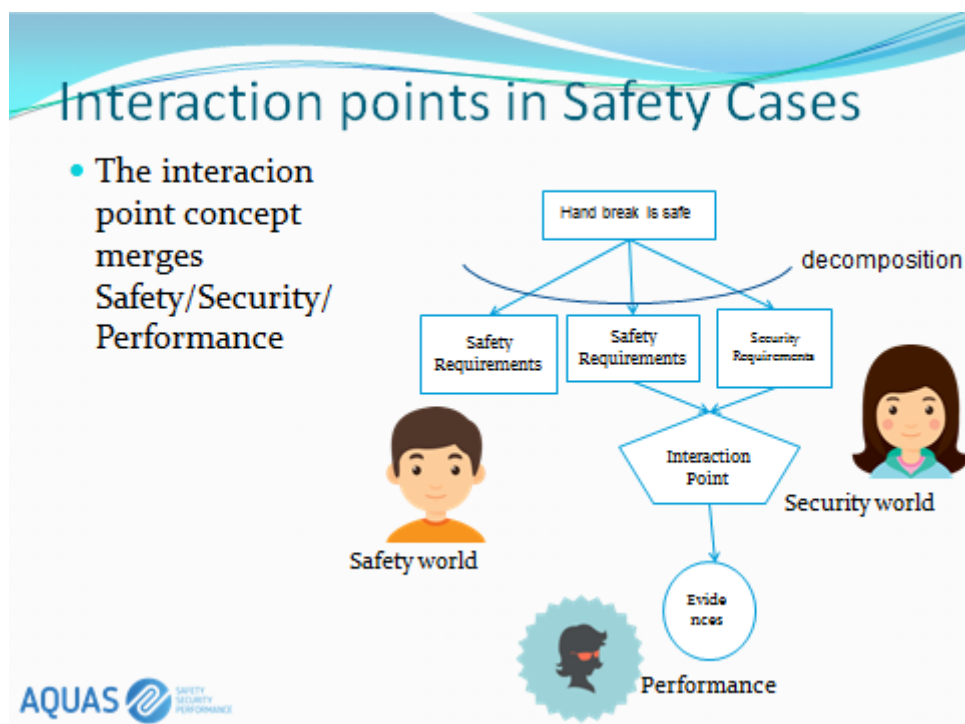 Interaction points in Safety Cases
• The interacion
point concept
merges
Safety/Security/
Performance
Hand break Is safe
decomposition
Safety
Requirements
Safety
Requirements
Security
Requirements
Interaction
Point
Security world
Safety world
Evide
nces
Performance
AQUAS
SAFETY
SECURITY
PERFORMANCE